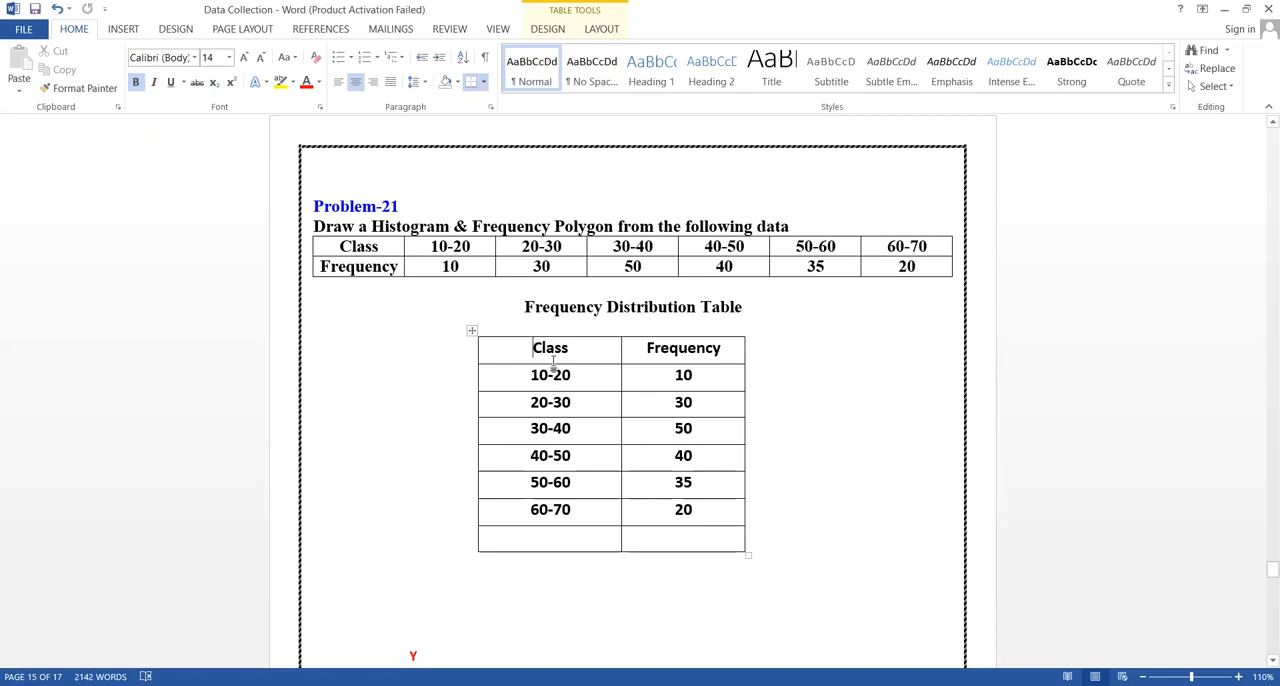 Data Collection - Word (Product Activation Failed)
TABLE TOOLS
Sign in
FILE HOME INSERT DESIGN PAGE LAYOUT REFERENCES MAILINGS REVIEW VIEW DESIGN LAYOUT
Paste
Cut
Copy
Format Painter
Clipboard
Calibri (Body) 14
Font
Paragraph
AaBbCcDd AaBbCcDd AaBbCc AaBbCcC AaBl AaBbCcD AaBbCcDd AaBbCcDd AaBbCcDd AaBbCcDc AaBbCcDd
¶ Normal ¶ No Spac... Heading 1 Heading 2 Title Subtitle Subtle Em... Emphasis Intense E... Strong Quote
Styles
Find
Replace
Select
Editing
Problem-21
Draw a Histogram & Frequency Polygon from the following data
Class 10-20 20-30 30-40 40-50 50-60 60-70
Frequency 10 30 50 40 35 20
Frequency Distribution Table
Class Frequency
10-20 10
20-30 30
30-40 50
40-50 40
50-60 35
60-70 20
Y
PAGE 15 OF 17 2142 WORDS 110%